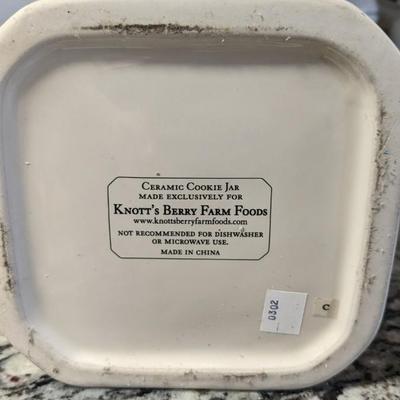 Ceramic Cookie Jar
made exclusively for
Knott's Berry Farm Foods
www.knottsberryfarmfoods.com
not recommended for dishwasher
or microwave use.
made in china
0302
C